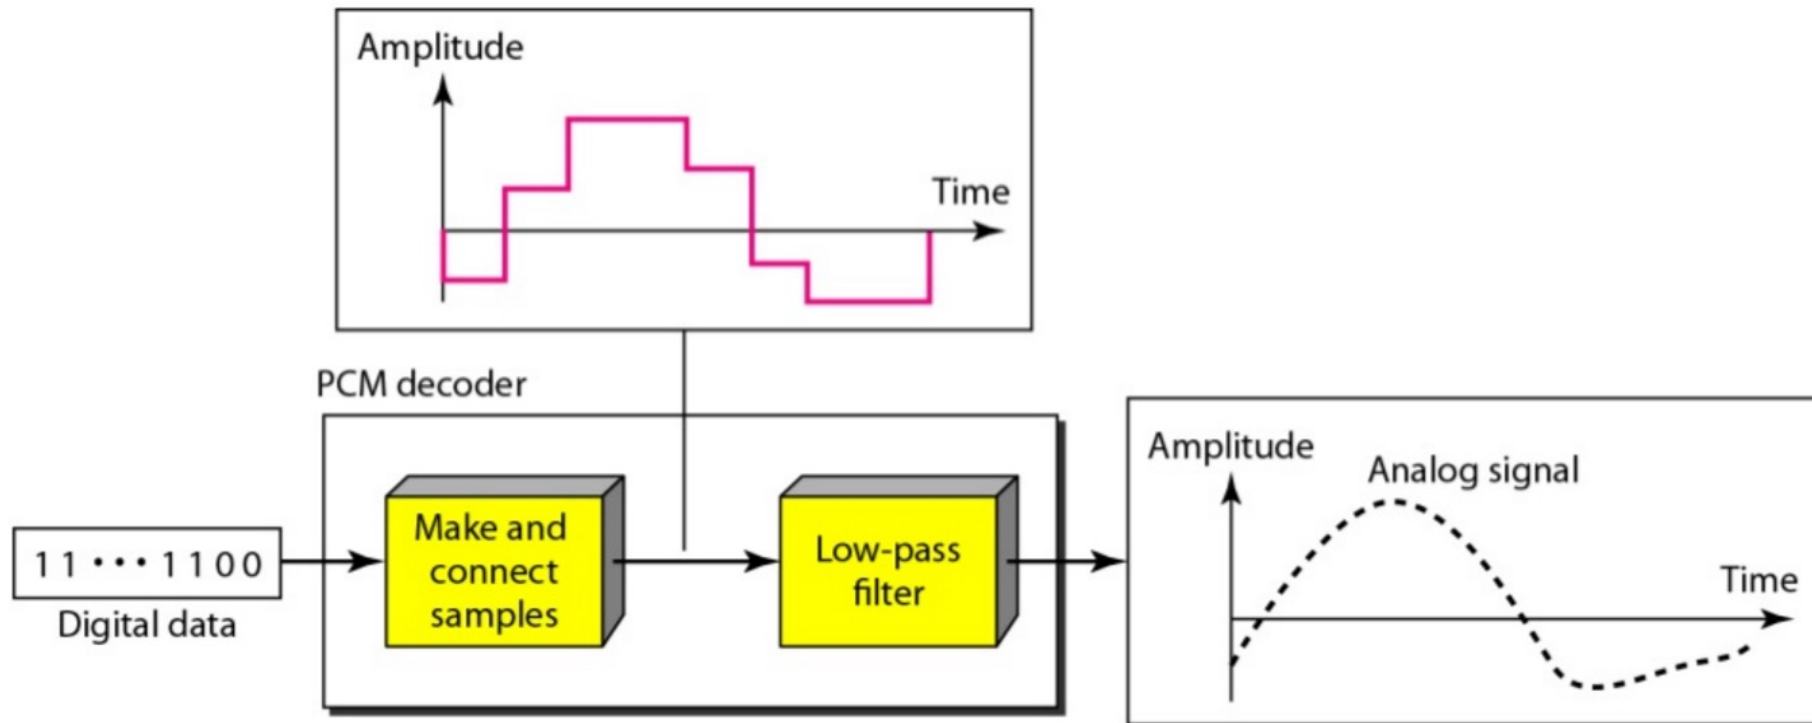 Amplitude
Time
PCM decoder
Make and
connect
samples
Low-pass
filter
11•••1100
Digital data
Amplitude
Analog signal
Time